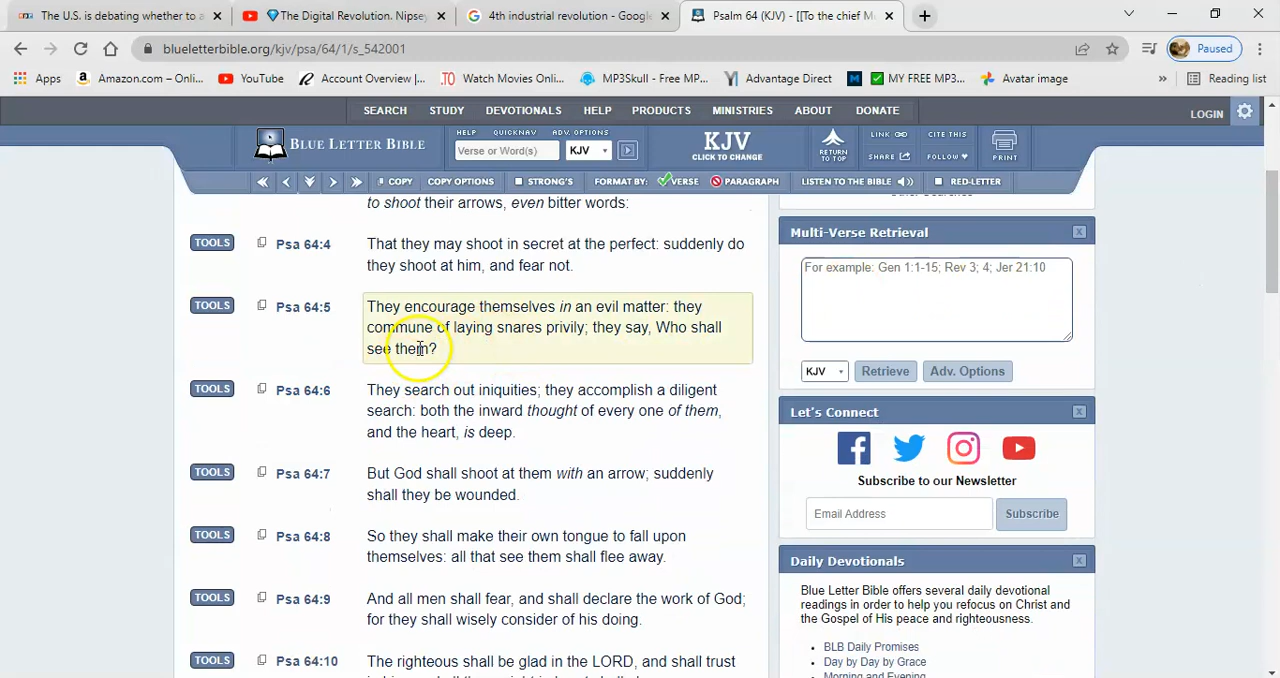 The U.S. is debating whether to a
The Digital Revolution. Nipsey
4th industrial revolution - Google
Psalm 64 (KJV) - [[To the chief M
blueletterbible.org/kjv/psa/64/1/s_542001
Paused
Apps
Amazon.com – Onli...
YouTube
Account Overview |...
Watch Movies Onli...
MP3Skull - Free MP...
Advantage Direct
MY FREE MP3...
Avatar image
»
Reading list
SEARCH STUDY DEVOTIONALS HELP PRODUCTS MINISTRIES ABOUT DONATE
LOGIN
BLUE LETTER BIBLE
HELP QUICKNAV ADV. OPTIONS
Verse or Word(s)
KJV
KJV
CLICK TO CHANGE
RETURN
TO TOP
LINK
CITE THIS
SHARE
FOLLOW
PRINT
COPY
COPY OPTIONS
STRONG'S
FORMAT BY:
VERSE
PARAGRAPH
LISTEN TO THE BIBLE
RED-LETTER
to shoot their arrows, even bitter words:
TOOLS Psa 64:4 That they may shoot in secret at the perfect: suddenly do
they shoot at him, and fear not.
TOOLS Psa 64:5 They encourage themselves in an evil matter: they
commune of laying snares privily; they say, Who shall
see them?
TOOLS Psa 64:6 They search out iniquities; they accomplish a diligent
search: both the inward thought of every one of them,
and the heart, is deep.
TOOLS Psa 64:7 But God shall shoot at them with an arrow; suddenly
shall they be wounded.
TOOLS Psa 64:8 So they shall make their own tongue to fall upon
themselves: all that see them shall flee away.
TOOLS Psa 64:9 And all men shall fear, and shall declare the work of God;
for they shall wisely consider of his doing.
TOOLS Psa 64:10 The righteous shall be glad in the LORD, and shall trust
Multi-Verse Retrieval
For example: Gen 1:1-15; Rev 3; 4; Jer 21:10
KJV
Retrieve
Adv. Options
Let's Connect
Subscribe to our Newsletter
Email Address
Subscribe
Daily Devotionals
Blue Letter Bible offers several daily devotional
readings in order to help you refocus on Christ and
the Gospel of His peace and righteousness.
BLB Daily Promises
Day by Day by Grace
Morning and Evening